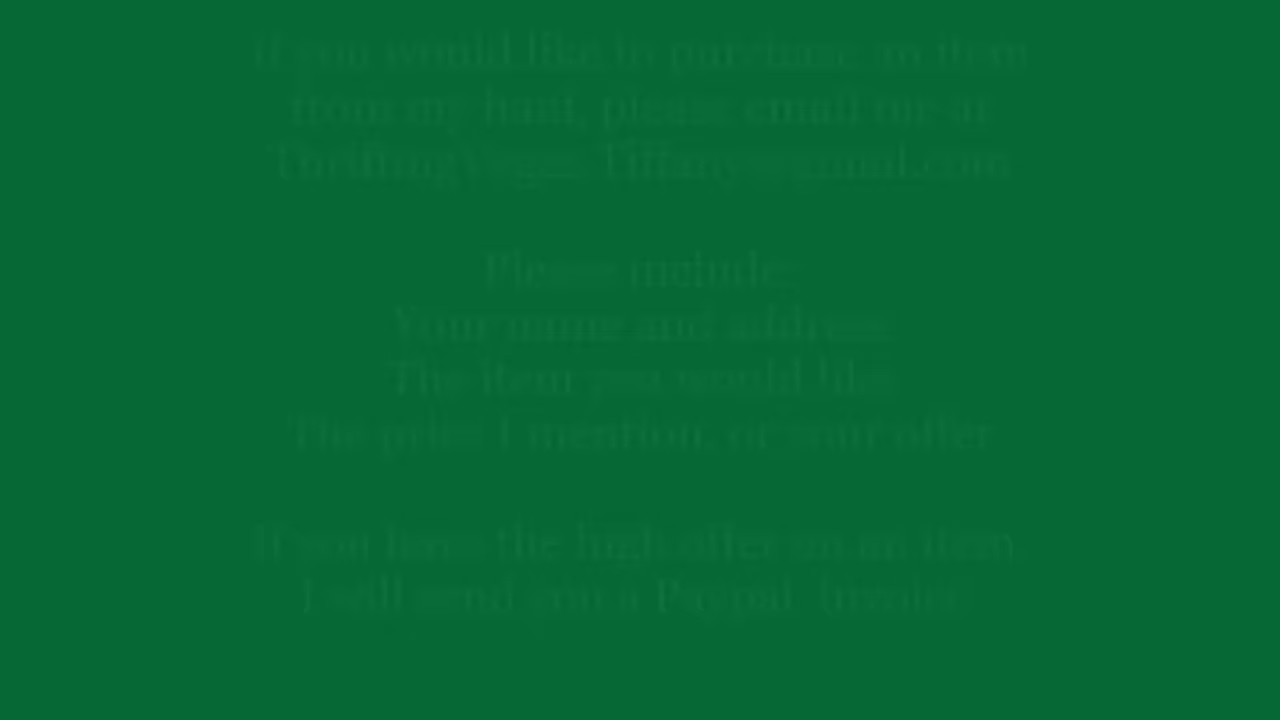 If you would like to purchase an item
from my haul, please email me at
ThriftingVegasTiffany@gmail.com
Please include:
Your name and address
The item you would like
The price I mention, or your offer
If you have the high offer on an item,
I will send you a Paypal invoice